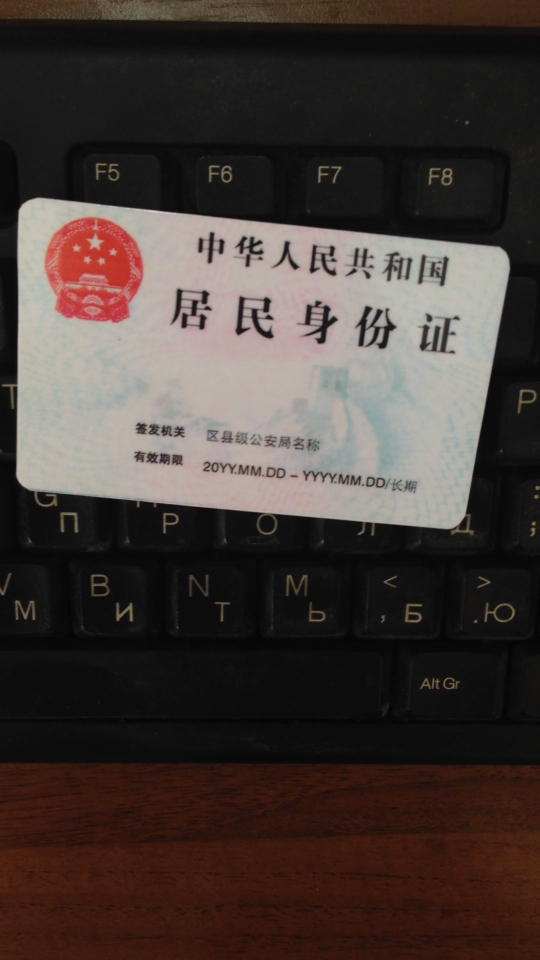 F5 F6 F7 F8
中华人民共和国
居民身份证
签发机关 区县级公安局名称
有效期限 20YY.MM.DD – YYYY.MM.DD/长期
T P
G П Р О Л Д : ;
V М B И N Т M Ь < , Б > . Ю
Alt Gr